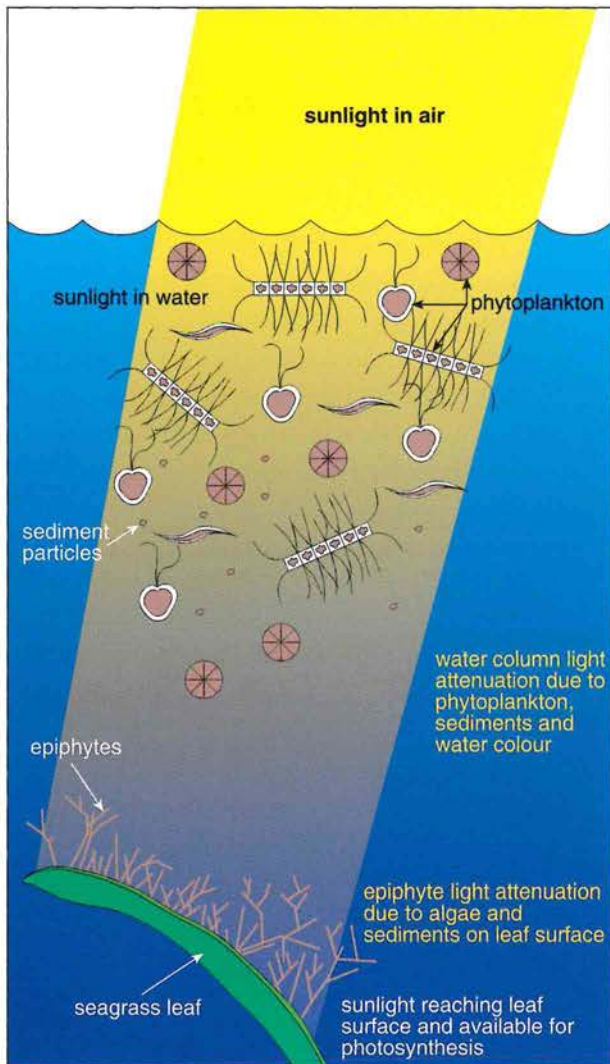 sunlight in air
sunlight in water
phytoplankton
sediment
particles
water column light
attenuation due to
phytoplankton,
sediments and
water colour
epiphytes
epiphyte light attenuation
due to algae and
sediments on leaf surface
seagrass leaf
sunlight reaching leaf
surface and available for
photosynthesis